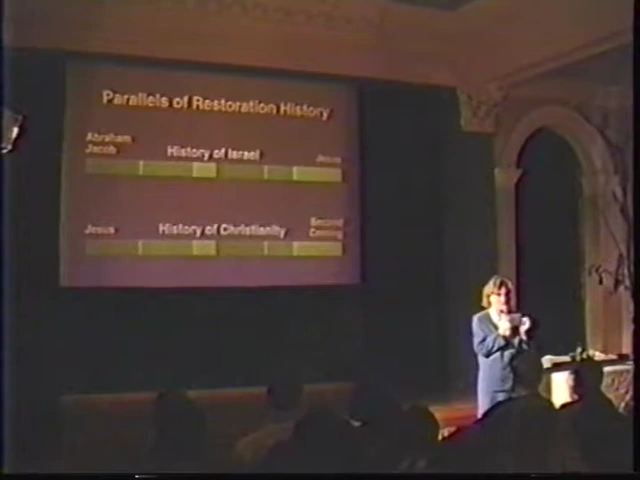 Parallels of Restoration History
Abraham
Jacob
History of Israel
Jesus
Jesus
History of Christianity
Second
Coming